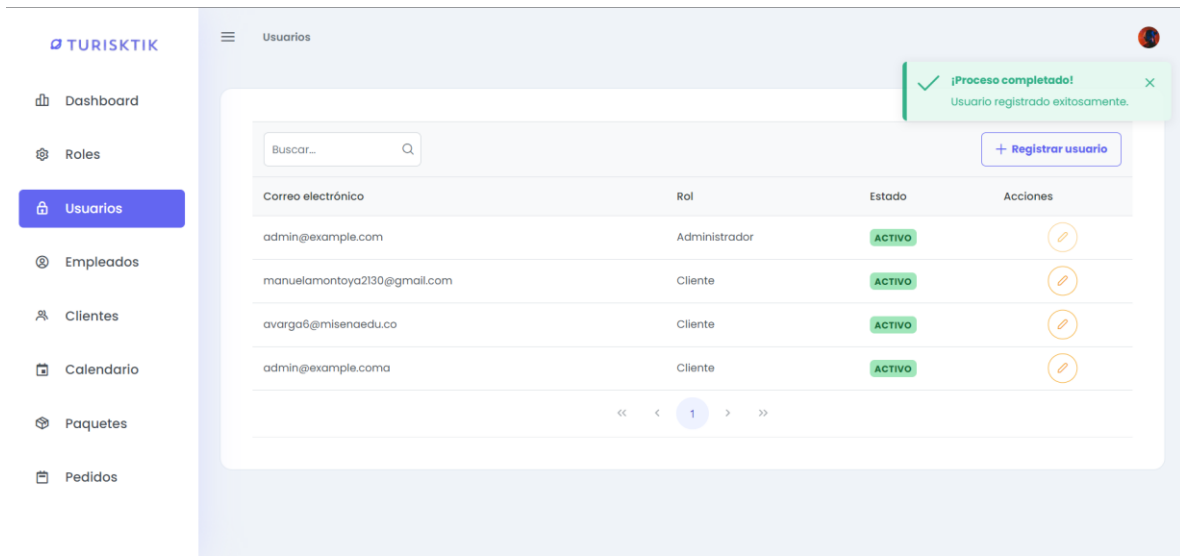 TURISKTIK
Dashboard
Roles
Usuarios
Empleados
Clientes
Calendario
Paquetes
Pedidos
Usuarios
¡Proceso completado!
Usuario registrado exitosamente.
Buscar...
+ Registrar usuario
Correo electrónico Rol Estado Acciones
admin@example.com Administrador ACTIVO
manuelamontoya2130@gmail.com Cliente ACTIVO
avarga6@misenaedu.co Cliente ACTIVO
admin@example.coma Cliente ACTIVO
<< < 1 > >>